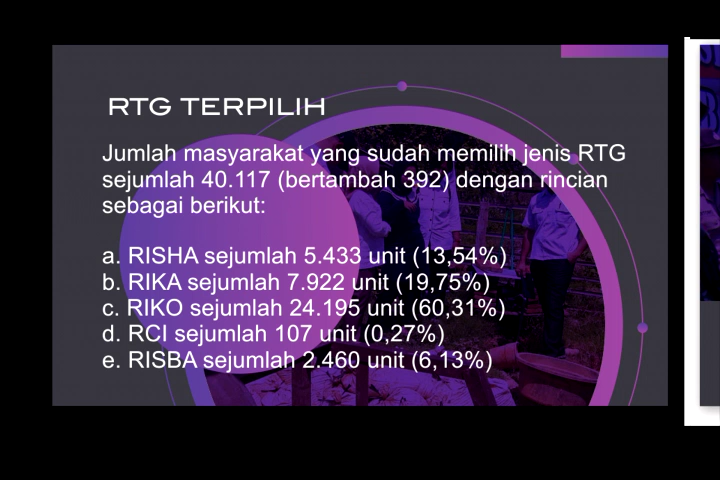 RTG TERPILIH
Jumlah masyarakat yang sudah memilih jenis RTG
sejumlah 40.117 (bertambah 392) dengan rincian
sebagai berikut:
a. RISHA sejumlah 5.433 unit (13,54%)
b. RIKA sejumlah 7.922 unit (19,75%)
c. RIKO sejumlah 24.195 unit (60,31%)
d. RCI sejumlah 107 unit (0,27%)
e. RISBA sejumlah 2.460 unit (6,13%)